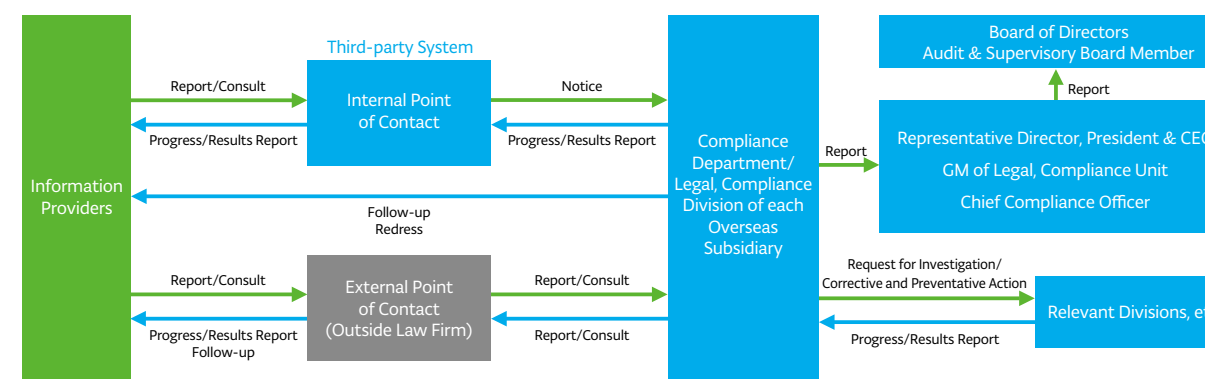 Information
Providers
Third-party System
Report/Consult
Progress/Results Report
Internal Point
of Contact
Notice
Progress/Results Report
Follow-up
Redress
Report/Consult
Progress/Results Report
Follow-up
External Point
of Contact
(Outside Law Firm)
Report/Consult
Report/Consult
Compliance
Department/
Legal, Compliance
Division of each
Overseas
Subsidiary
Report
Board of Directors
Audit & Supervisory Board Member
Report
Representative Director, President & CE
GM of Legal, Compliance Unit
Chief Compliance Officer
Request for Investigation/
Corrective and Preventative Action
Progress/Results Report
Relevant Divisions, e